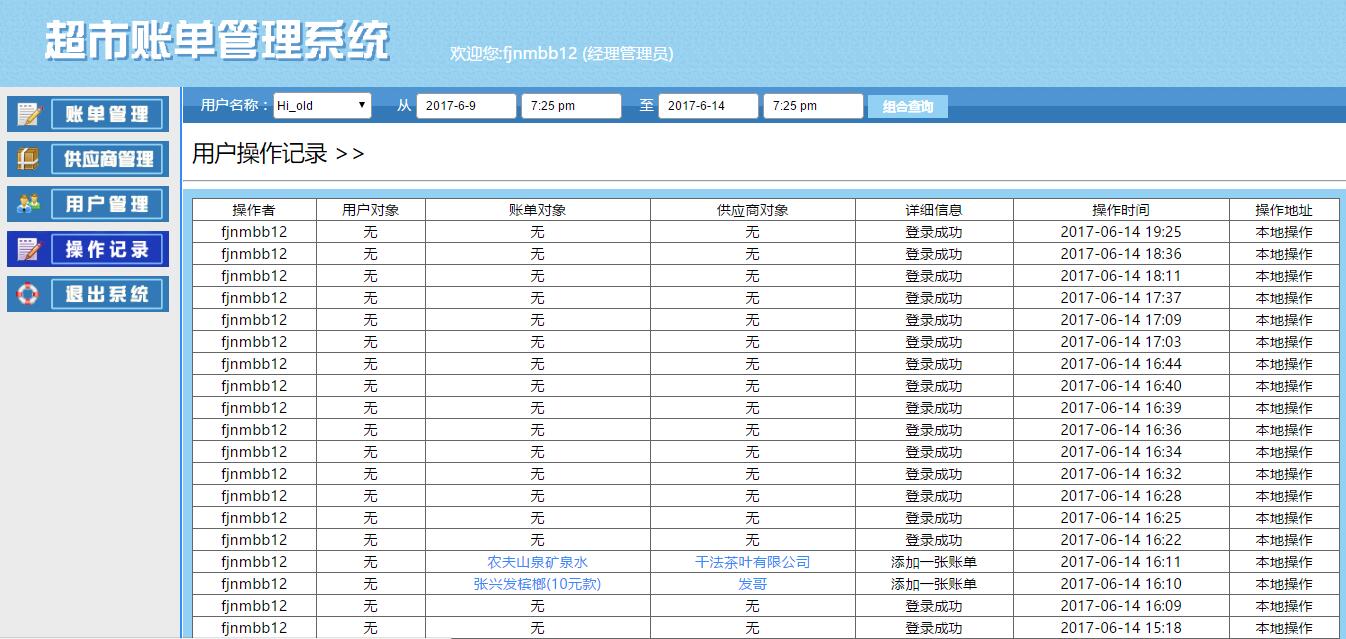 超市账单管理系统
欢迎您:fjnmbb12 (经理管理员)
账单管理
供应商管理
用户管理
操作记录
退出系统
用户名称： Hi_old 从 2017-6-9 7:25 pm 至 2017-6-14 7:25 pm 组合查询
用户操作记录 >>
操作者 用户对象 账单对象 供应商对象 详细信息 操作时间 操作地址
fjnmbb12 无 无 无 登录成功 2017-06-14 19:25 本地操作
fjnmbb12 无 无 无 登录成功 2017-06-14 18:36 本地操作
fjnmbb12 无 无 无 登录成功 2017-06-14 18:11 本地操作
fjnmbb12 无 无 无 登录成功 2017-06-14 17:37 本地操作
fjnmbb12 无 无 无 登录成功 2017-06-14 17:09 本地操作
fjnmbb12 无 无 无 登录成功 2017-06-14 17:03 本地操作
fjnmbb12 无 无 无 登录成功 2017-06-14 16:44 本地操作
fjnmbb12 无 无 无 登录成功 2017-06-14 16:40 本地操作
fjnmbb12 无 无 无 登录成功 2017-06-14 16:39 本地操作
fjnmbb12 无 无 无 登录成功 2017-06-14 16:36 本地操作
fjnmbb12 无 无 无 登录成功 2017-06-14 16:34 本地操作
fjnmbb12 无 无 无 登录成功 2017-06-14 16:32 本地操作
fjnmbb12 无 无 无 登录成功 2017-06-14 16:28 本地操作
fjnmbb12 无 无 无 登录成功 2017-06-14 16:25 本地操作
fjnmbb12 无 无 无 登录成功 2017-06-14 16:22 本地操作
fjnmbb12 无 农夫山泉矿泉水 干法茶叶有限公司 添加一张账单 2017-06-14 16:11 本地操作
fjnmbb12 无 张兴发槟榔(10元款) 发哥 添加一张账单 2017-06-14 16:10 本地操作
fjnmbb12 无 无 无 登录成功 2017-06-14 16:09 本地操作
fjnmbb12 无 无 无 登录成功 2017-06-14 15:18 本地操作